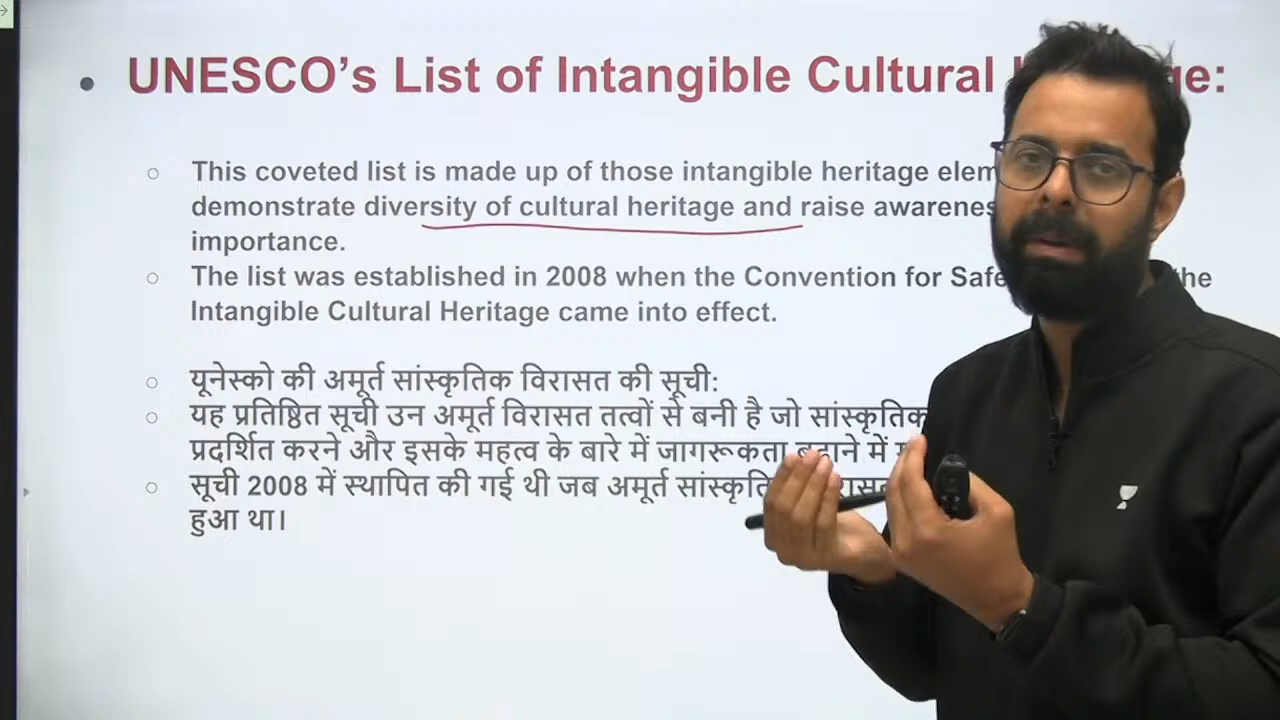 UNESCO's List of Intangible Cultural
This coveted list is made up of those intangible heritage
demonstrate diversity of cultural heritage and raise
importance.
The list was established in 2008 when the Convention for the
Intangible Cultural Heritage came into effect.
यूनेस्को की अमूर्त सांस्कृतिक विरासत की सूची:
यह प्रतिष्ठित सूची उन अमूर्त विरासत तत्वों से बनी है जो सांस्कृतिक
प्रदर्शित करने और इसके महत्व के बारे में जागरूकता बढ़ाने में
सूची 2008 में स्थापित की गई थी जब अमूर्त
हुआ था।